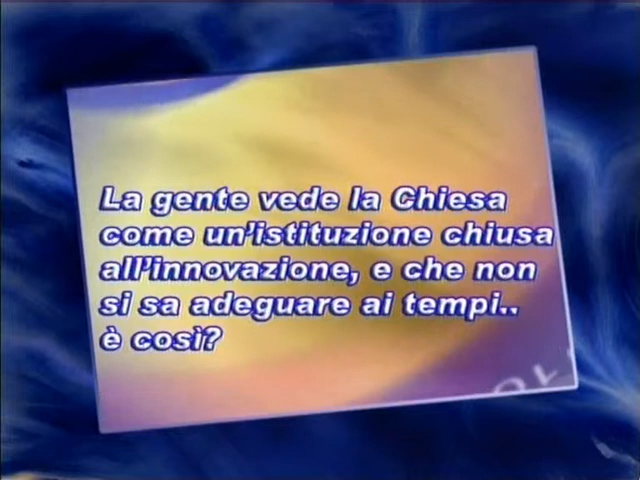 La gente vede la Chiesa
come un'istituzione chiusa
all'innovazione, e che non
si sa adeguare ai tempi..
è così?